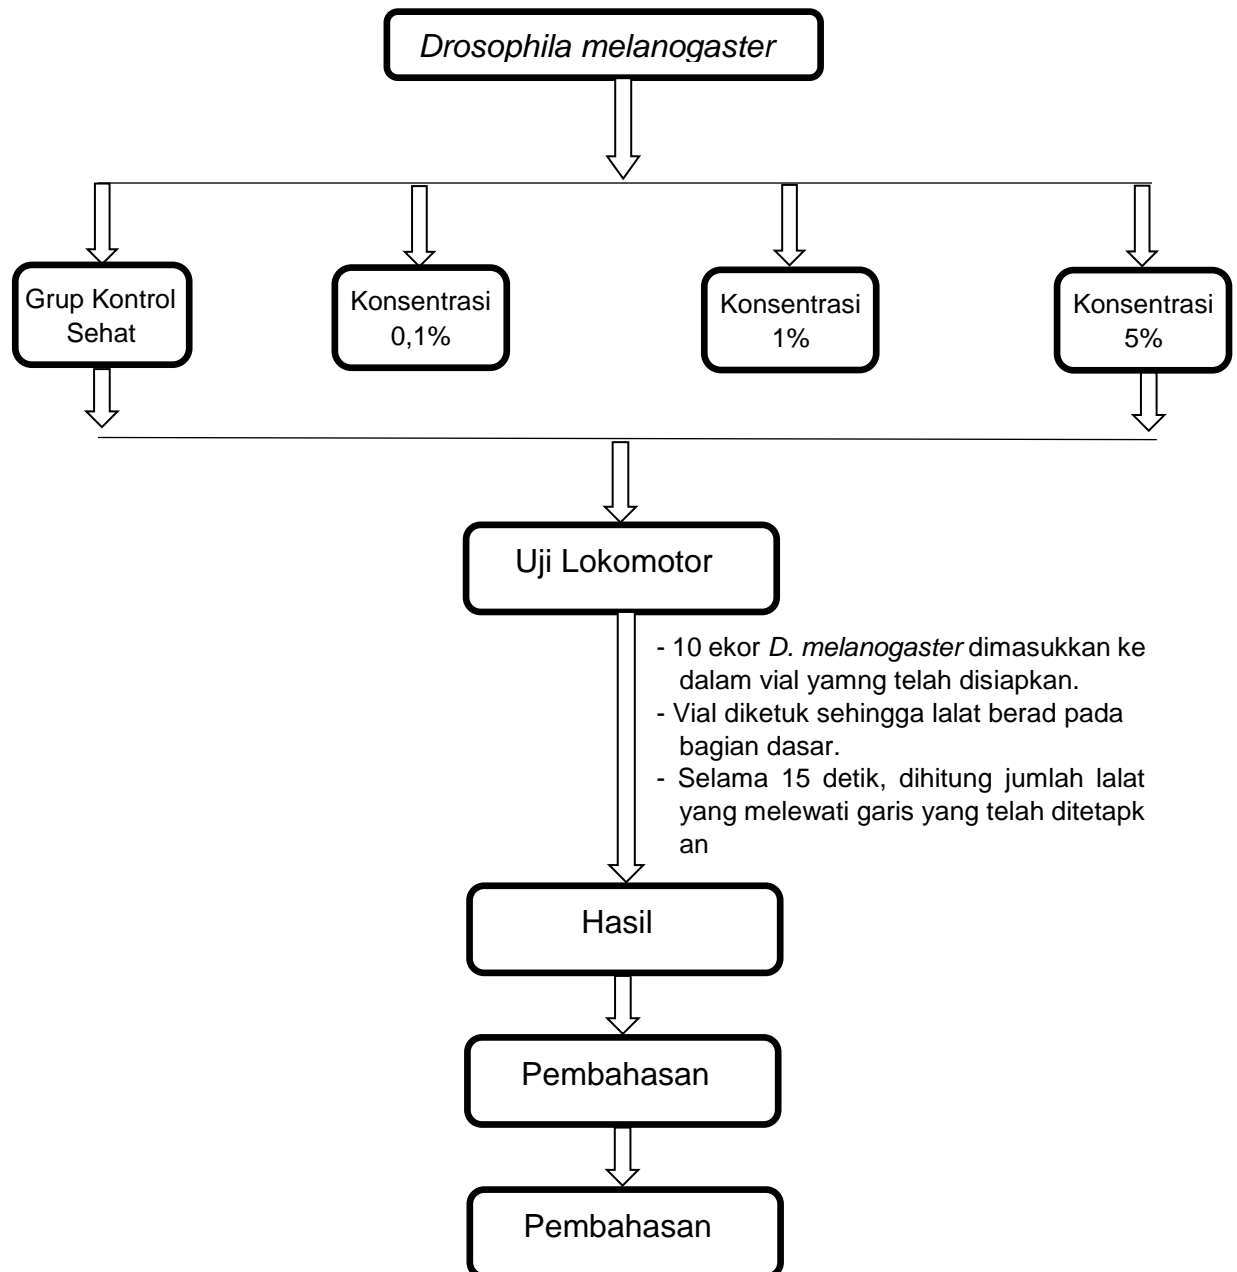 Drosophila melanogaster
Grup Kontrol
Sehat
Konsentrasi
0,1%
Konsentrasi
1%
Konsentrasi
5%
Uji Lokomotor
- 10 ekor D. melanogaster dimasukkan ke
dalam vial yamng telah disiapkan.
- Vial diketuk sehingga lalat berad pada
bagian dasar.
- Selama 15 detik, dihitung jumlah lalat
yang melewati garis yang telah ditetapk
an
Hasil
Pembahasan
Pembahasan